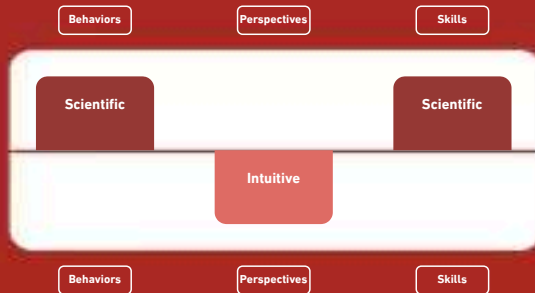 Behaviors Perspectives Skills
Scientific Scientific
Intuitive
Behaviors Perspectives Skills